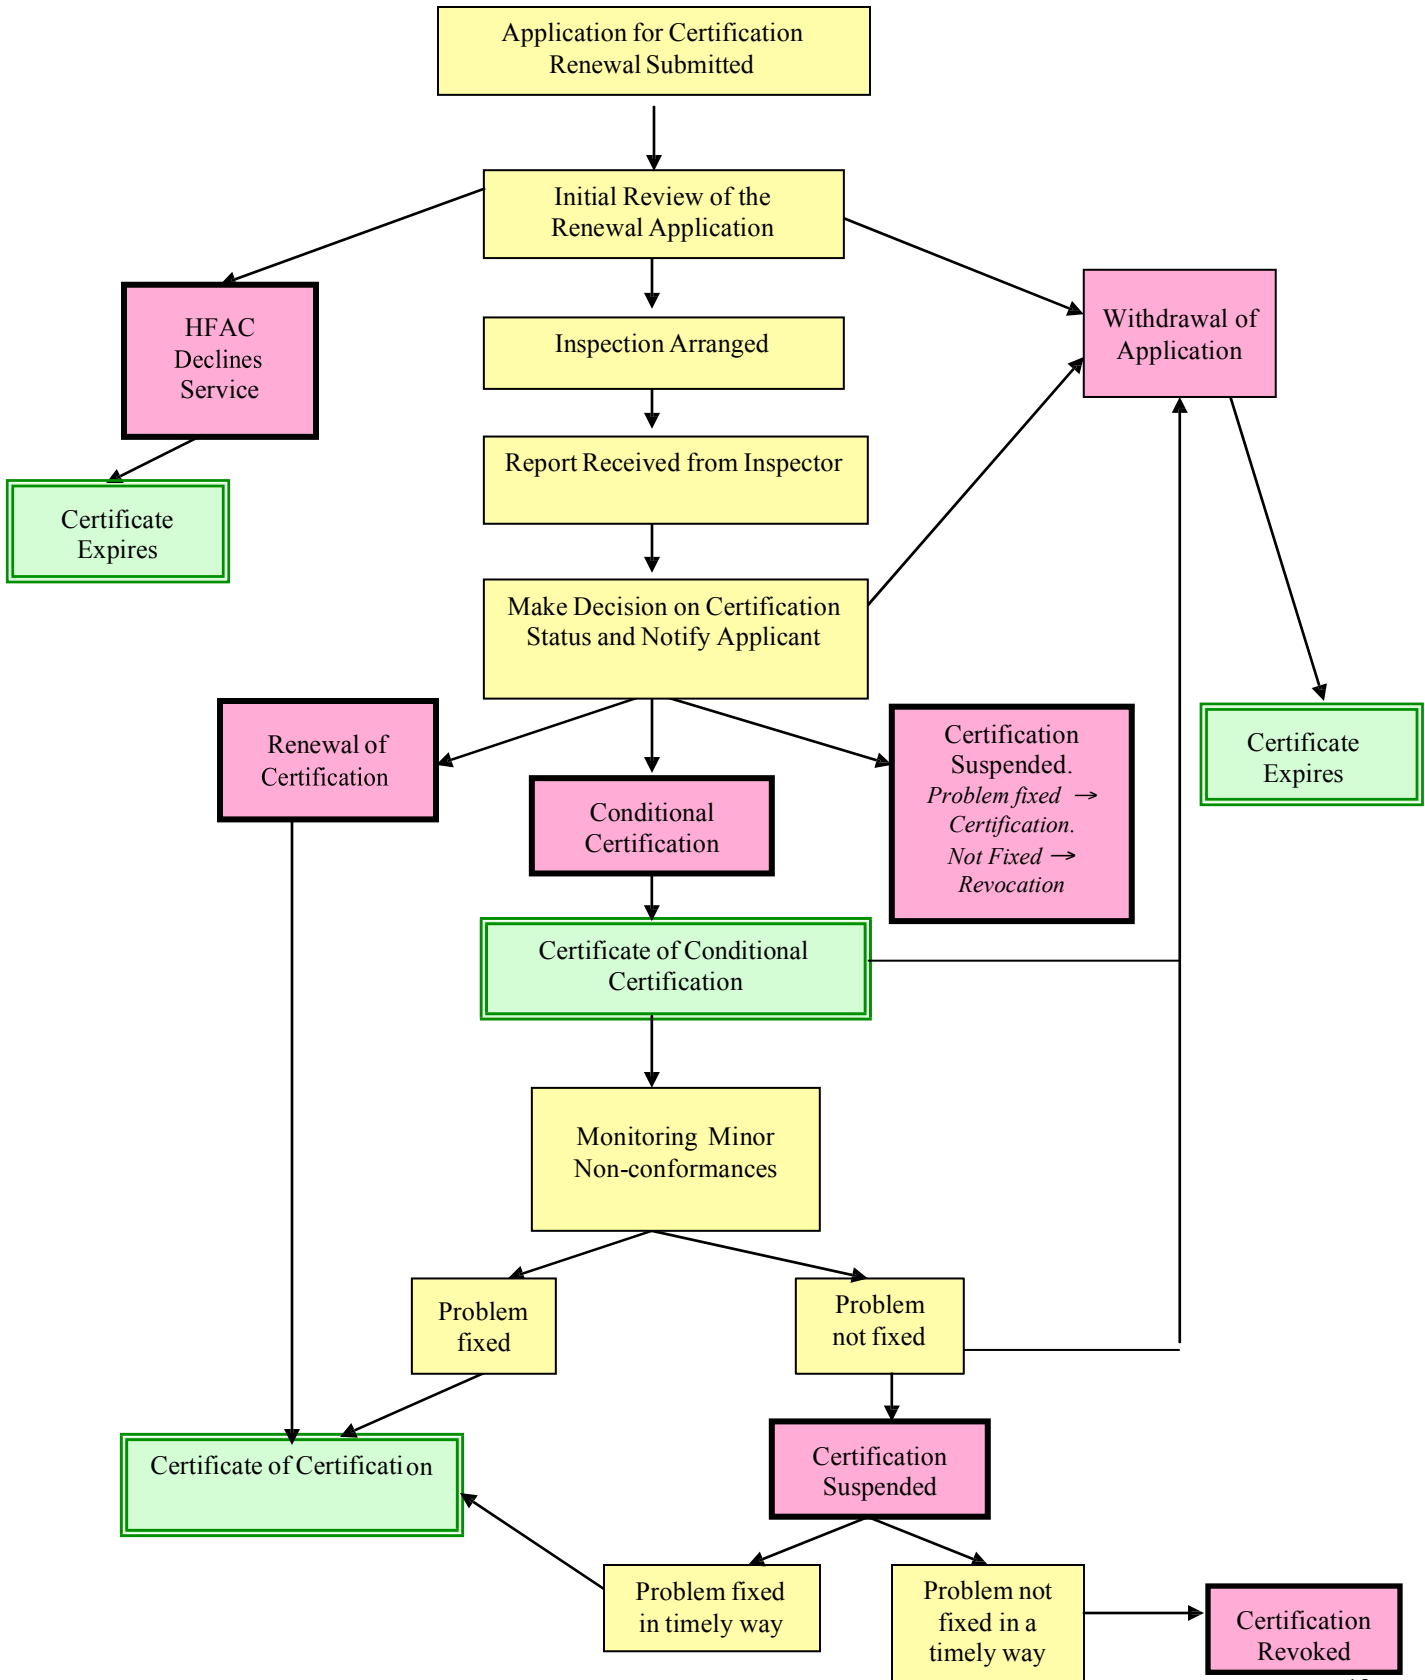 Application for Certification
Renewal Submitted
Initial Review of the
Renewal Application
HFAC
Declines
Service
Withdrawal of
Application
Inspection Arranged
Report Received from Inspector
Certificate
Expires
Make Decision on Certification
Status and Notify Applicant
Renewal of
Certification
Conditional
Certification
Certification
Suspended.
Problem fixed →
Certification.
Not Fixed →
Revocation
Certificate
Expires
Certificate of Conditional
Certification
Monitoring Minor
Non-conformances
Problem
fixed
Problem
not fixed
Certificate of Certification
Certification
Suspended
Problem fixed
in timely way
Problem not
fixed in a
timely way
Certification
Revoked